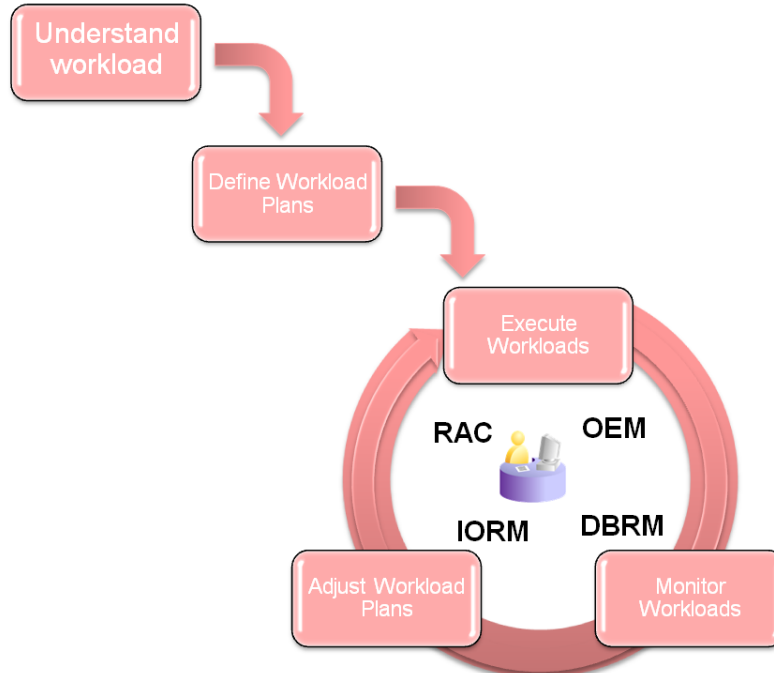 Understand
workload
Define Workload
Plans
Execute
Workloads
RAC
OEM
IORM
DBRM
Adjust Workload
Plans
Monitor
Workloads